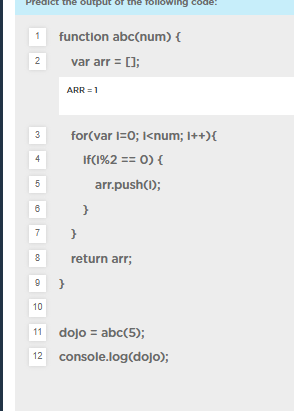 Predict the output of the following code:
1 function abc(num) {
2 var arr = [];
ARR = 1
3 for(var i=0; i<num; i++){
4 if(i%2 == 0) {
5 arr.push(i);
6 }
7 }
8 return arr;
9 }
10
11 dojo = abc(5);
12 console.log(dojo);